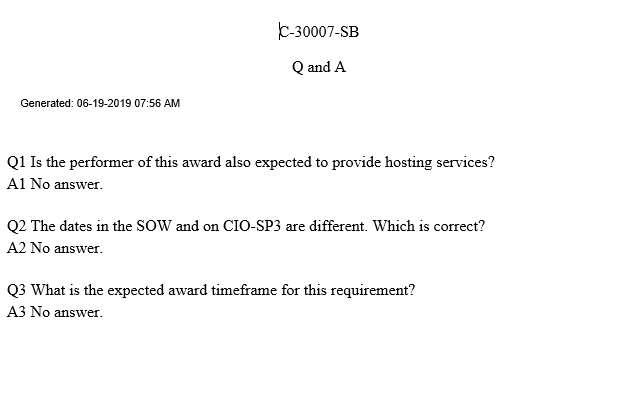 C-30007-SB
Q and A
Generated: 06-19-2019 07:56 AM
Q1 Is the performer of this award also expected to provide hosting services?
A1 No answer.
Q2 The dates in the SOW and on CIO-SP3 are different. Which is correct?
A2 No answer.
Q3 What is the expected award timeframe for this requirement?
A3 No answer.